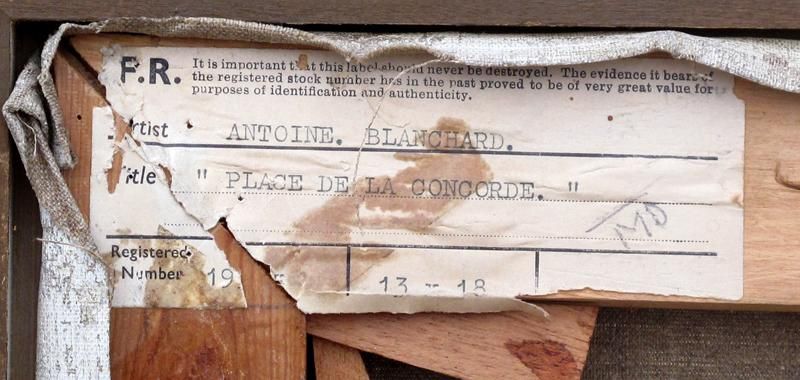 F.R.
It is important that this label should never be destroyed. The evidence it bears of
the registered stock number has in the past proved to be of very great value for
purposes of identification and authenticity.
rtist ANTOINE. BLANCHARD.
itle " PLACE DE LA CONCORDE. "
Registered
Number 19 13 - 18